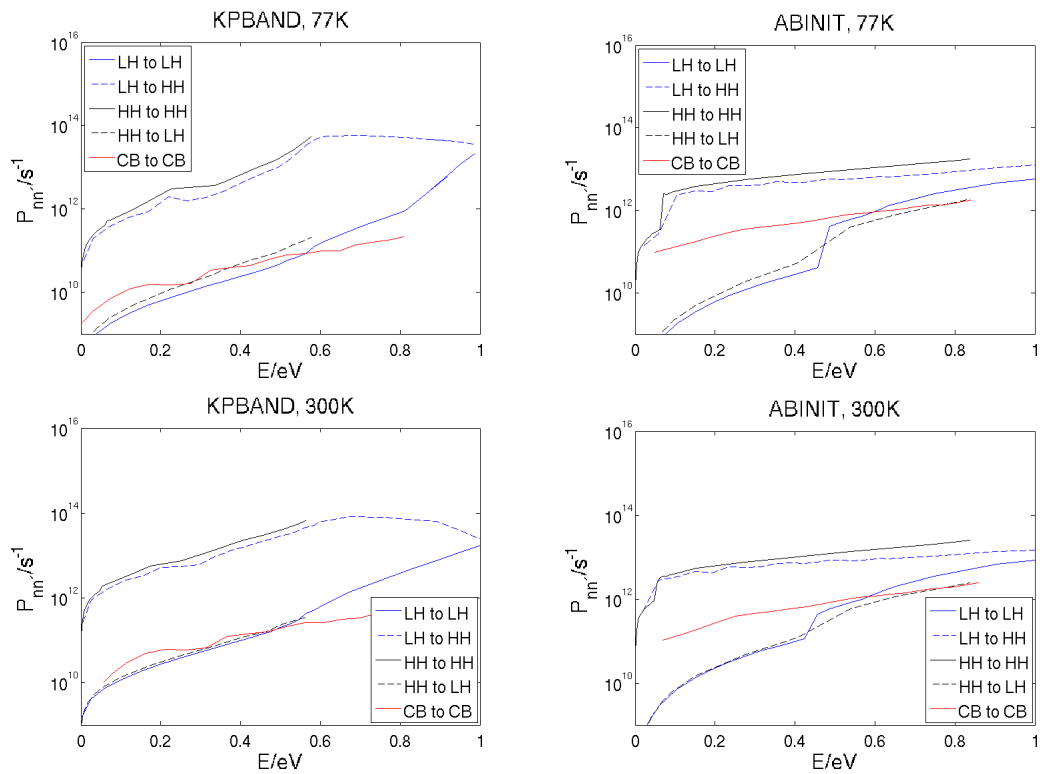 KPBAND, 77K
10^16
10^14
10^12
10^10
P_nn´/s^-1
LH to LH
LH to HH
HH to HH
HH to LH
CB to CB
0 0.2 0.4 0.6 0.8 1
E/eV
ABINIT, 77K
10^16
10^14
10^12
10^10
P_nn´/s^-1
LH to LH
LH to HH
HH to HH
HH to LH
CB to CB
0 0.2 0.4 0.6 0.8 1
E/eV
KPBAND, 300K
10^16
10^14
10^12
10^10
P_nn´/s^-1
LH to LH
LH to HH
HH to HH
HH to LH
CB to CB
0 0.2 0.4 0.6 0.8 1
E/eV
ABINIT, 300K
10^16
10^14
10^12
10^10
P_nn´/s^-1
LH to LH
LH to HH
HH to HH
HH to LH
CB to CB
0 0.2 0.4 0.6 0.8 1
E/eV